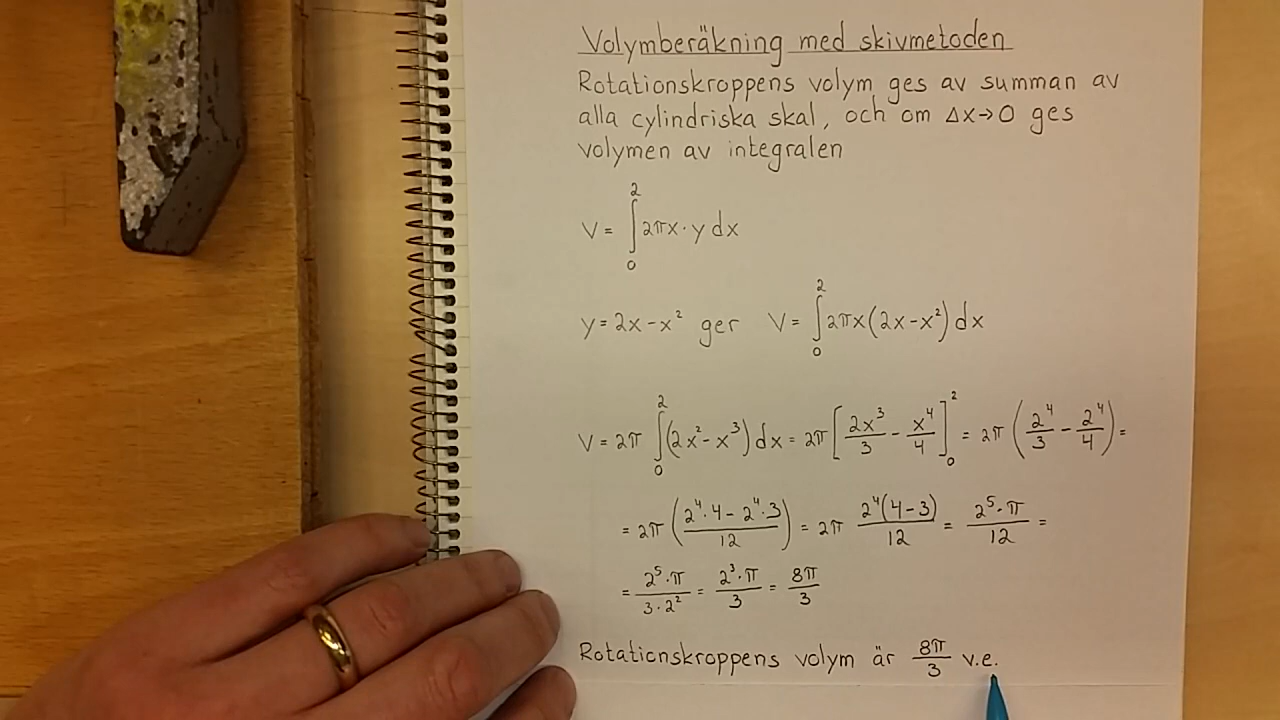 Volymberäkning med skivmetoden
Rotationskroppens volym ges av summan av
alla cylindriska skal, och om Δx→0 ges
volymen av integralen
V = ∫₀² 2πx·y dx
y = 2x-x² ger V = ∫₀² 2πx(2x-x²) dx
V = 2π ∫₀² (2x²-x³) dx = 2π [2x³/3 - x⁴/4]₀² = 2π (2⁴/3 - 2⁴/4) =
= 2π ((2⁴·4 - 2⁴·3)/12) = 2π 2⁴(4-3)/12 = 2⁵·π/12 =
= 2⁵·π/(3·2²) = 2³·π/3 = 8π/3
Rotationskroppens volym är 8π/3 v.e.